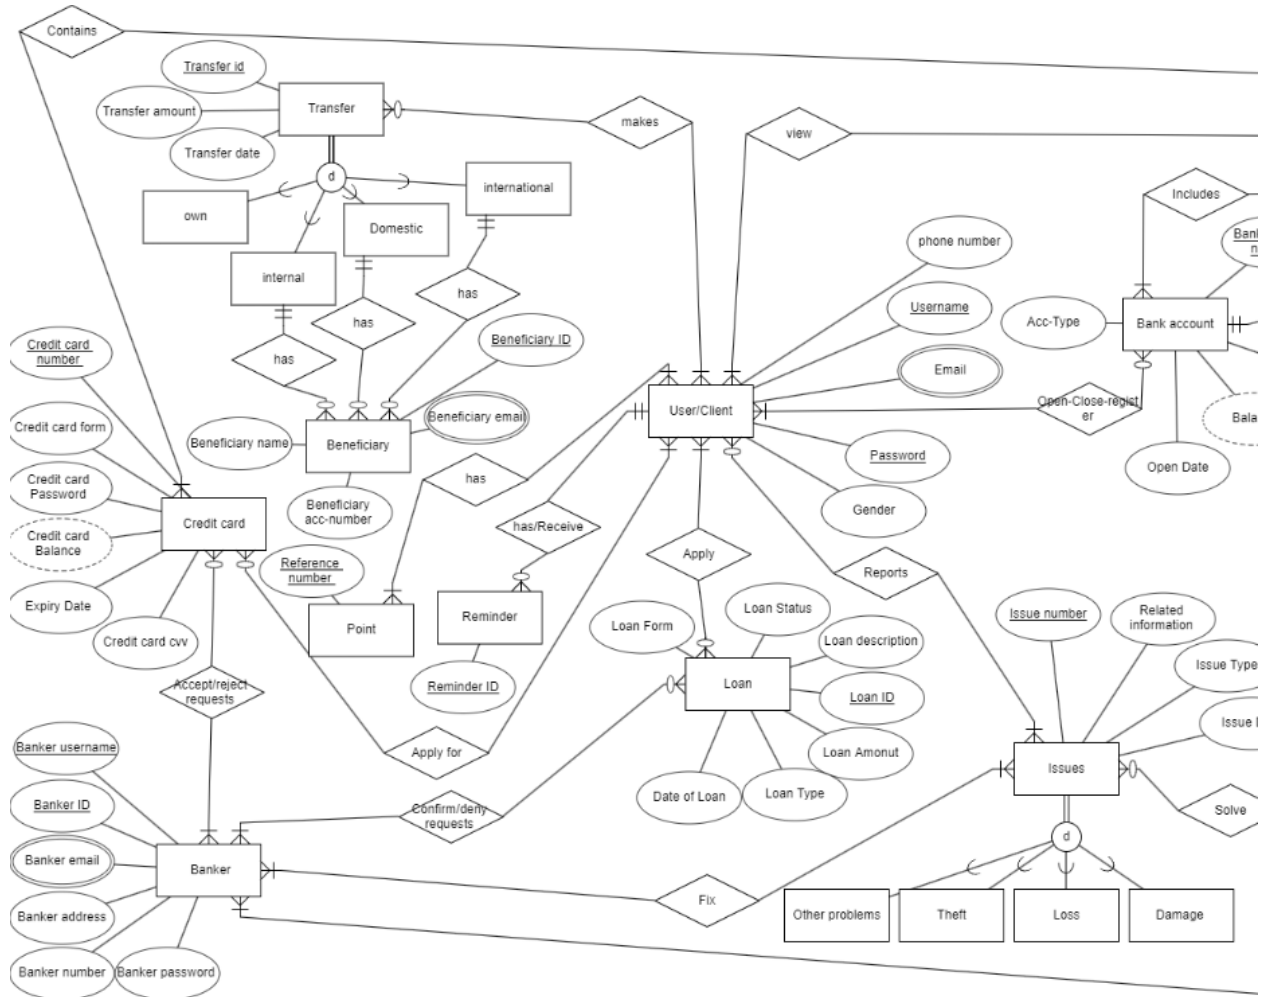 Contains
Transfer id
Transfer
makes
view
Transfer amount
Transfer date
d
international
Includes
own
Domestic
phone number
Ban
n
internal
has
Username
Acc-Type
Bank account
has
Beneficiary ID
Credit card
number
has
Email
User/Client
Open-Close-regist
er
Bala
Beneficiary email
Credit card form
Beneficiary name
Beneficiary
Password
Open Date
Credit card
Password
has
Beneficiary
acc-number
Gender
Credit card
has/Receive
Credit card
Balance
Apply
Reports
Reference
number
Expiry Date
Loan Status
Issue number
Related
information
Credit card cvv
Point
Reminder
Loan Form
Loan description
Issue Type
Accept/reject
requests
Reminder ID
Loan
Loan ID
Issue
Banker username
Apply for
Loan Amonut
Issues
Banker ID
Confirm/deny
requests
Date of Loan
Loan Type
Solve
d
Banker email
Banker
Fix
Other problems
Theft
Loss
Damage
Banker address
Banker number
Banker password